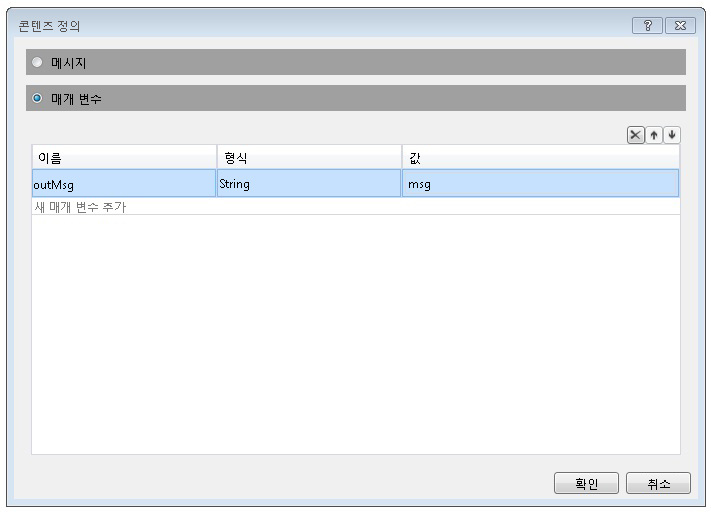 콘텐츠 정의
메시지
매개 변수
이름 형식 값
outMsg String msg
새 매개 변수 추가
확인 취소